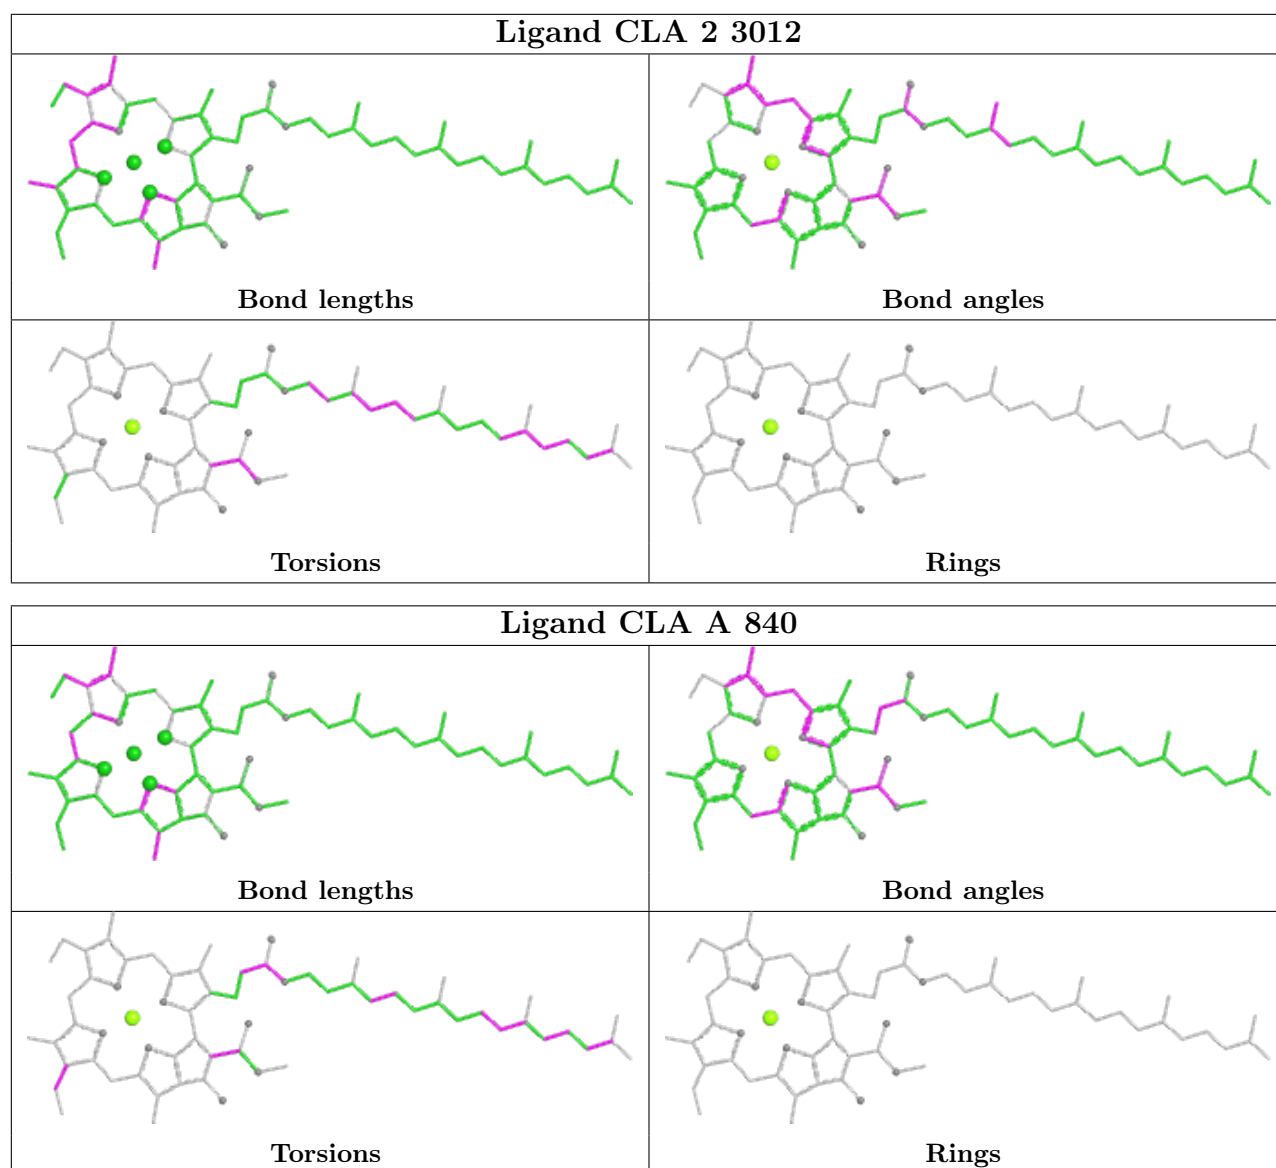 Ligand CLA 2 3012
Bond lengths
Bond angles
Torsions
Rings
Ligand CLA A 840
Bond lengths
Bond angles
Torsions
Rings